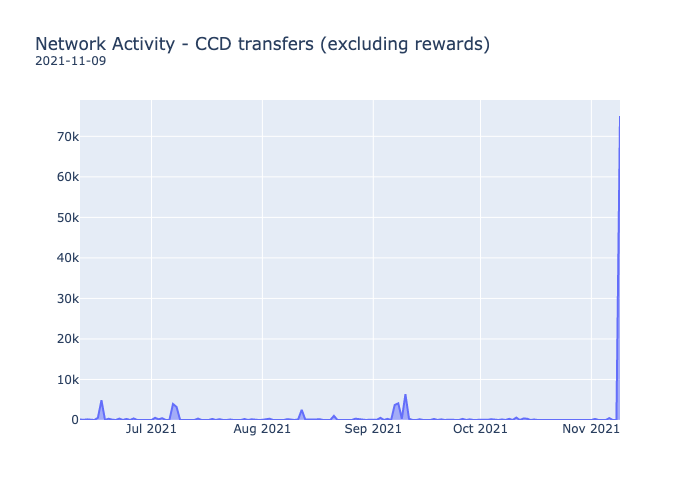 Network Activity - CCD transfers (excluding rewards)
2021-11-09
70k
60k
50k
40k
30k
20k
10k
0
Jul 2021
Aug 2021
Sep 2021
Oct 2021
Nov 2021